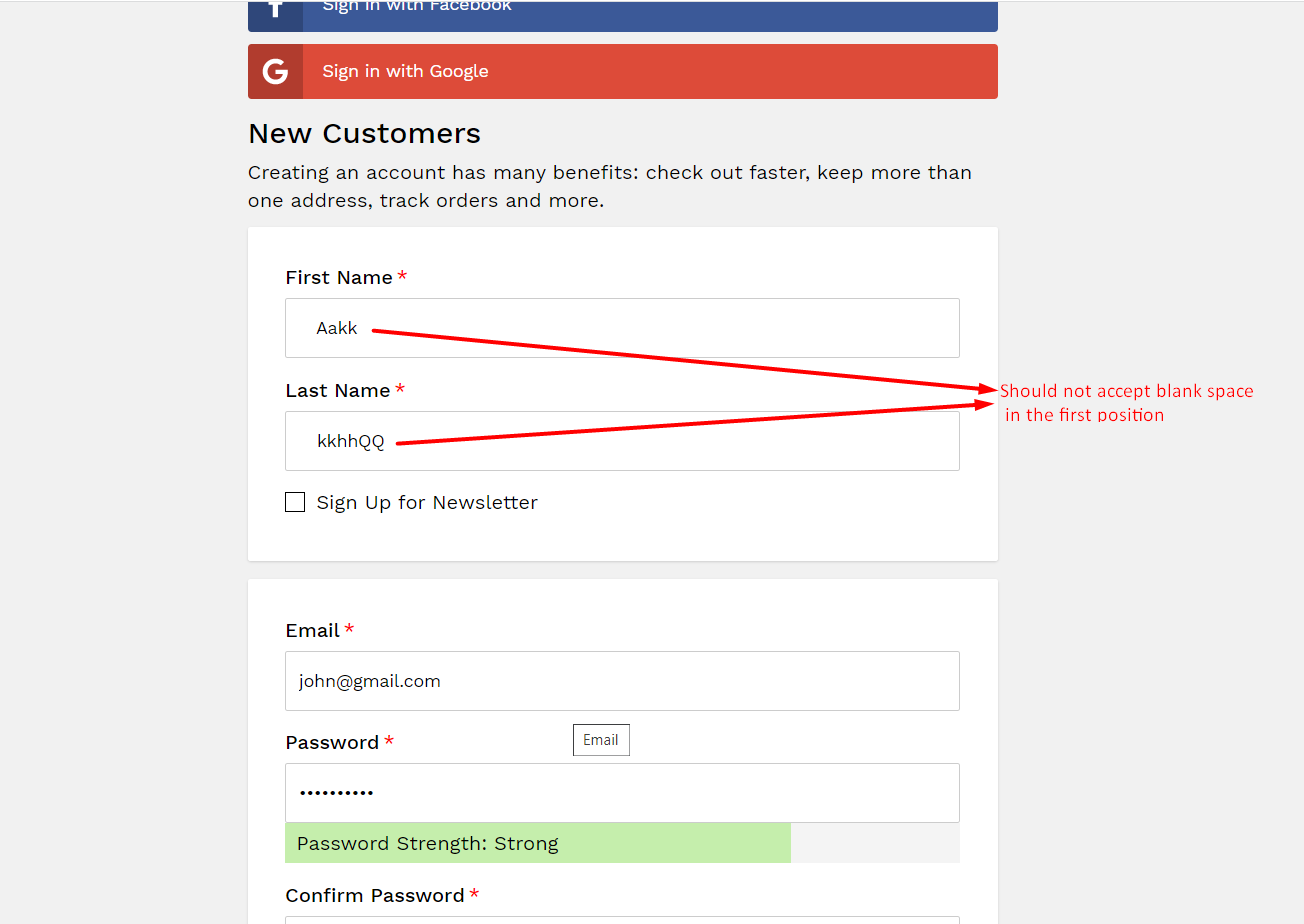 Sign in with Facebook
G
Sign in with Google
New Customers
Creating an account has many benefits: check out faster, keep more than
one address, track orders and more.
First Name *
Aakk
Last Name *
kkhhQQ
Should not accept blank space
in the first position
Sign Up for Newsletter
Email *
john@gmail.com
Password *
Email
••••••••••
Password Strength: Strong
Confirm Password *